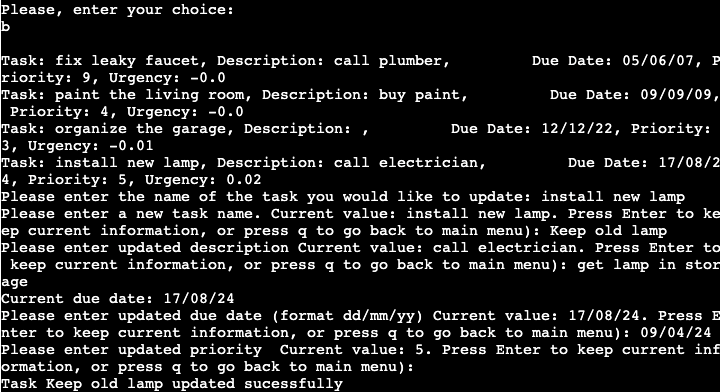 Please, enter your choice:
b
Task: fix leaky faucet, Description: call plumber,         Due Date: 05/06/07, P
riority: 9, Urgency: -0.0
Task: paint the living room, Description: buy paint,         Due Date: 09/09/09,
 Priority: 4, Urgency: -0.0
Task: organize the garage, Description: ,         Due Date: 12/12/22, Priority:
3, Urgency: -0.01
Task: install new lamp, Description: call electrician,         Due Date: 17/08/2
4, Priority: 5, Urgency: 0.02
Please enter the name of the task you would like to update: install new lamp
Please enter a new task name. Current value: install new lamp. Press Enter to ke
ep current information, or press q to go back to main menu): Keep old lamp
Please enter updated description Current value: call electrician. Press Enter to
 keep current information, or press q to go back to main menu): get lamp in stor
age
Current due date: 17/08/24
Please enter updated due date (format dd/mm/yy) Current value: 17/08/24. Press E
nter to keep current information, or press q to go back to main menu): 09/04/24
Please enter updated priority  Current value: 5. Press Enter to keep current inf
ormation, or press q to go back to main menu):
Task Keep old lamp updated sucessfully